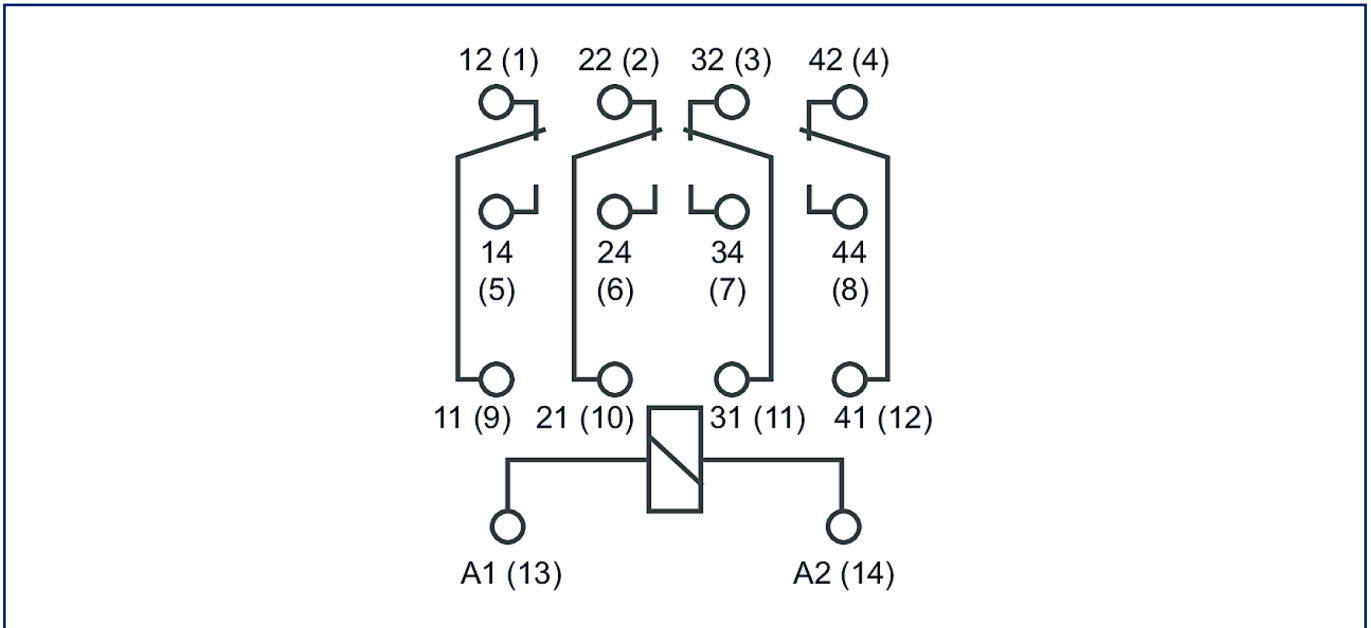 12 (1) 22 (2) 32 (3) 42 (4)
14 24 34 44
(5) (6) (7) (8)
11 (9) 21 (10) 31 (11) 41 (12)
A1 (13) A2 (14)